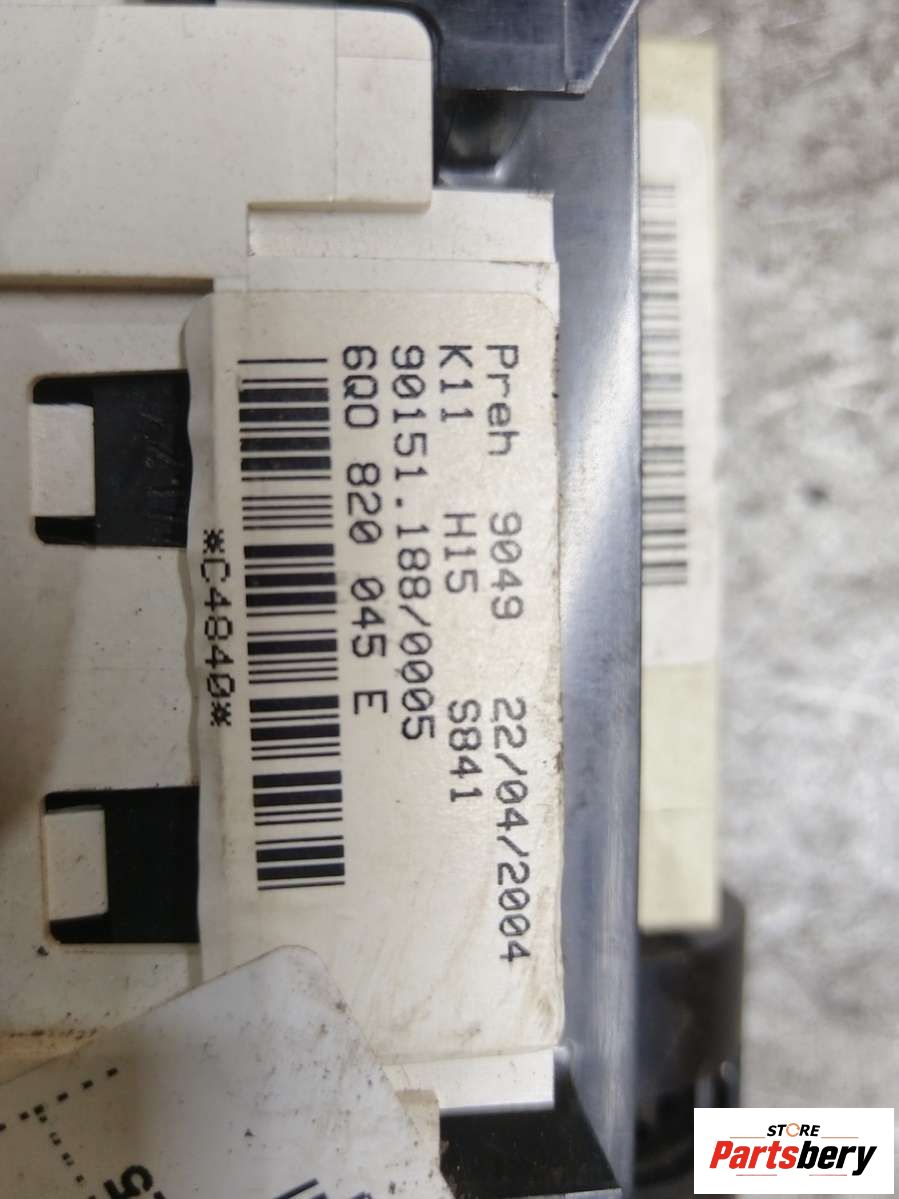 Preh 9049 22/04/2004
K11 H15 S841
90151.188/0005
6Q0 820 045 E
*C4840*
STORE
Partsbery